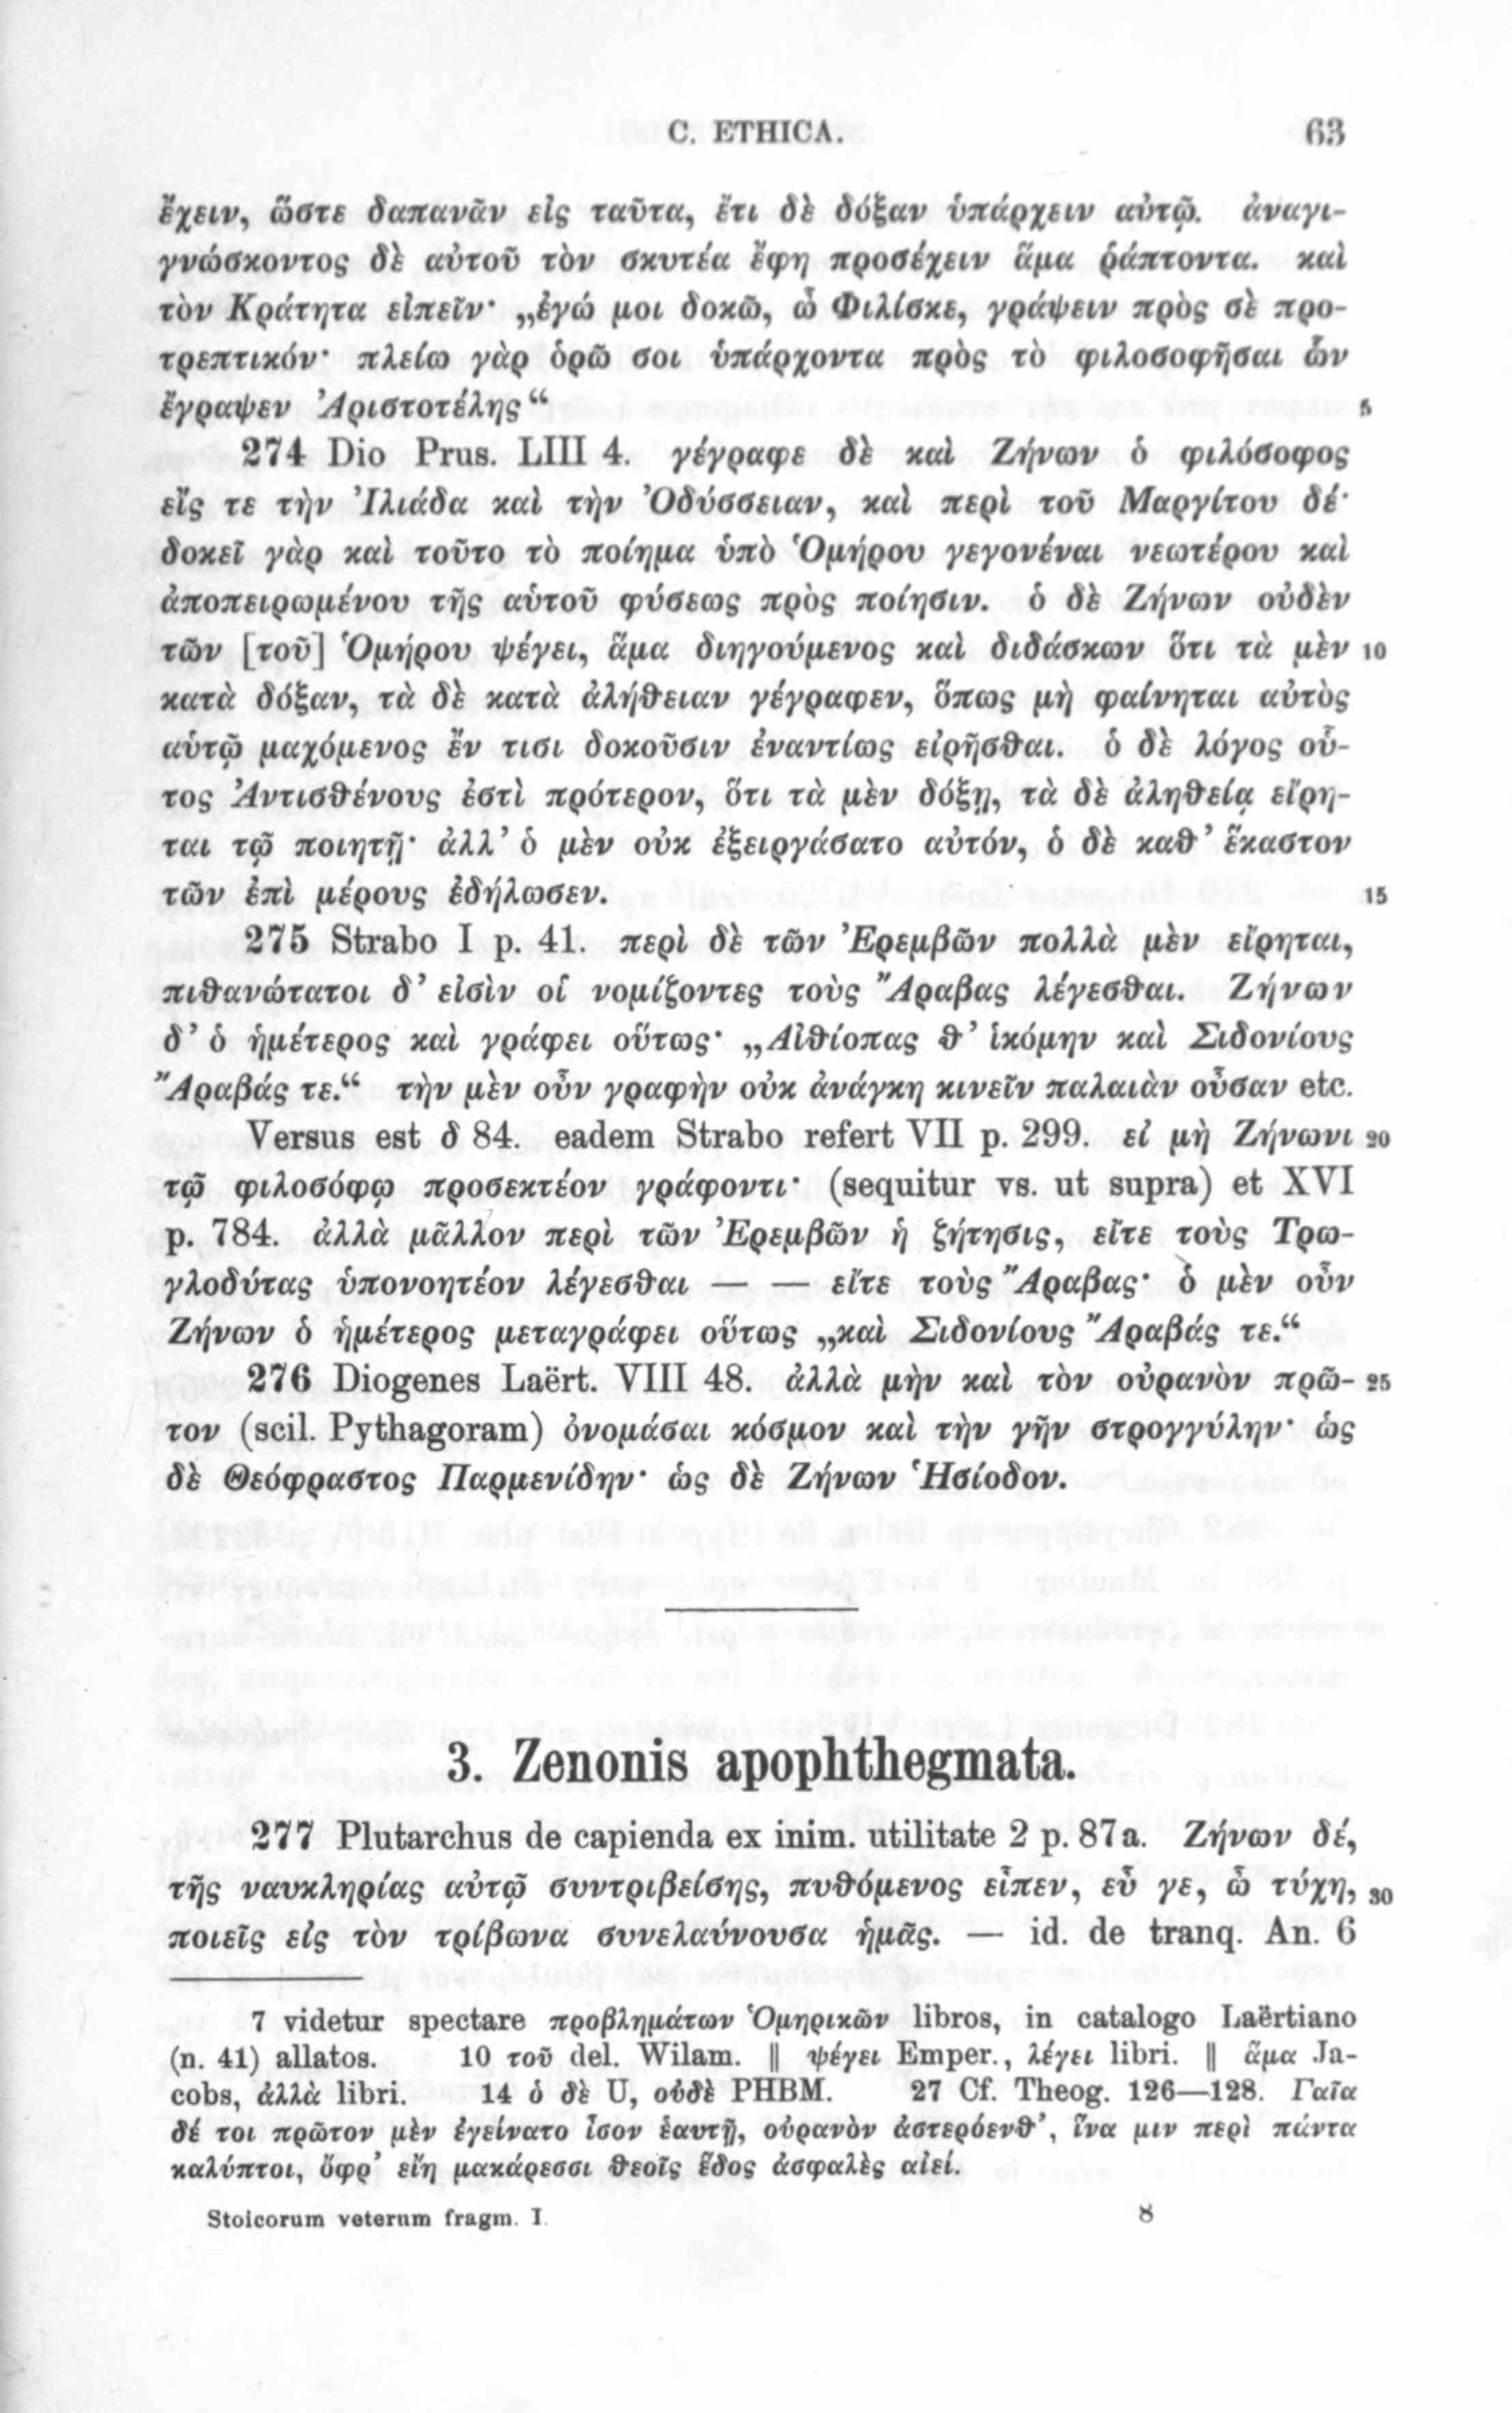 C. ETHICA. 63
ἔχειν, ὥστε δαπανᾶν εἰς ταῦτα, ἔτι δὲ δόξαν ὑπάρχειν αὐτῷ. ἀναγι-
γνώσκοντος δὲ αὐτοῦ τὸν σκυτέα ἔφη προσέχειν ἅμα ῥάπτοντα. καὶ
τὸν Κράτητα εἰπεῖν· „ἐγώ μοι δοκῶ, ὦ Φιλίσκε, γράψειν πρὸς σὲ προ-
τρεπτικόν· πλείω γὰρ ὁρῶ σοι ὑπάρχοντα πρὸς τὸ φιλοσοφῆσαι ὧν
ἔγραψεν Ἀριστοτέλης“ 5
274 Dio Prus. LIII 4. γέγραφε δὲ καὶ Ζήνων ὁ φιλόσοφος
εἴς τε τὴν Ἰλιάδα καὶ τὴν Ὀδύσσειαν, καὶ περὶ τοῦ Μαργίτου δέ·
δοκεῖ γὰρ καὶ τοῦτο τὸ ποίημα ὑπὸ Ὁμήρου γεγονέναι νεωτέρου καὶ
ἀποπειρωμένου τῆς αὑτοῦ φύσεως πρὸς ποίησιν. ὁ δὲ Ζήνων οὐδὲν
τῶν [τοῦ] Ὁμήρου ψέγει, ἅμα διηγούμενος καὶ διδάσκων ὅτι τὰ μὲν 10
κατὰ δόξαν, τὰ δὲ κατὰ ἀλήθειαν γέγραφεν, ὅπως μὴ φαίνηται αὐτὸς
αὑτῷ μαχόμενος ἔν τισι δοκοῦσιν ἐναντίως εἰρῆσθαι. ὁ δὲ λόγος οὗ-
τος Ἀντισθένους ἐστὶ πρότερον, ὅτι τὰ μὲν δόξῃ, τὰ δὲ ἀληθείᾳ εἴρη-
ται τῷ ποιητῇ· ἀλλ’ ὁ μὲν οὐκ ἐξειργάσατο αὐτόν, ὁ δὲ καθ’ ἕκαστον
τῶν ἐπὶ μέρους ἐδήλωσεν. 15
275 Strabo I p. 41. περὶ δὲ τῶν Ἐρεμβῶν πολλὰ μὲν εἴρηται,
πιθανώτατοι δ’ εἰσὶν οἱ νομίζοντες τοὺς Ἄραβας λέγεσθαι. Ζήνων
δ’ ὁ ἡμέτερος καὶ γράφει οὕτως· „Αἰθίοπας θ’ ἱκόμην καὶ Σιδονίους
Ἄραβάς τε.“ τὴν μὲν οὖν γραφὴν οὐκ ἀνάγκη κινεῖν παλαιὰν οὖσαν etc.
Versus est δ 84. eadem Strabo refert VII p. 299. εἰ μὴ Ζήνωνι 20
τῷ φιλοσόφῳ προσεκτέον γράφοντι· (sequitur vs. ut supra) et XVI
p. 784. ἀλλὰ μᾶλλον περὶ τῶν Ἐρεμβῶν ἡ ζήτησις, εἴτε τοὺς Τρω-
γλοδύτας ὑπονοητέον λέγεσθαι — — εἴτε τοὺς Ἄραβας· ὁ μὲν οὖν
Ζήνων ὁ ἡμέτερος μεταγράφει οὕτως „καὶ Σιδονίους Ἄραβάς τε.“
276 Diogenes Laërt. VIII 48. ἀλλὰ μὴν καὶ τὸν οὐρανὸν πρῶ- 25
τον (scil. Pythagoram) ὀνομάσαι κόσμον καὶ τὴν γῆν στρογγύλην· ὡς
δὲ Θεόφραστος Παρμενίδην· ὡς δὲ Ζήνων Ἡσίοδον.
3. Zenonis apophthegmata.
277 Plutarchus de capienda ex inim. utilitate 2 p. 87a. Ζήνων δέ,
τῆς ναυκληρίας αὐτῷ συντριβείσης, πυθόμενος εἶπεν, εὖ γε, ὦ τύχη, 30
ποιεῖς εἰς τὸν τρίβωνα συνελαύνουσα ἡμᾶς. — id. de tranq. An. 6
7 videtur spectare προβλημάτων Ὁμηρικῶν libros, in catalogo Laërtiano
(n. 41) allatos. 10 τοῦ del. Wilam. ‖ ψέγει Emper., λέγει libri. ‖ ἅμα Ja-
cobs, ἀλλὰ libri. 14 ὁ δὲ U, οὐδὲ PHBM. 27 Cf. Theog. 126—128. Γαῖα
δέ τοι πρῶτον μὲν ἐγείνατο ἶσον ἑαυτῇ, οὐρανὸν ἀστερόενθ’, ἵνα μιν περὶ πάντα
καλύπτοι, ὄφρ’ εἴη μακάρεσσι θεοῖς ἕδος ἀσφαλὲς αἰεί.
Stoicorum veterum fragm. I. 8